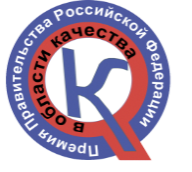 Премия Правительства Российской Федерации
в области качества
К